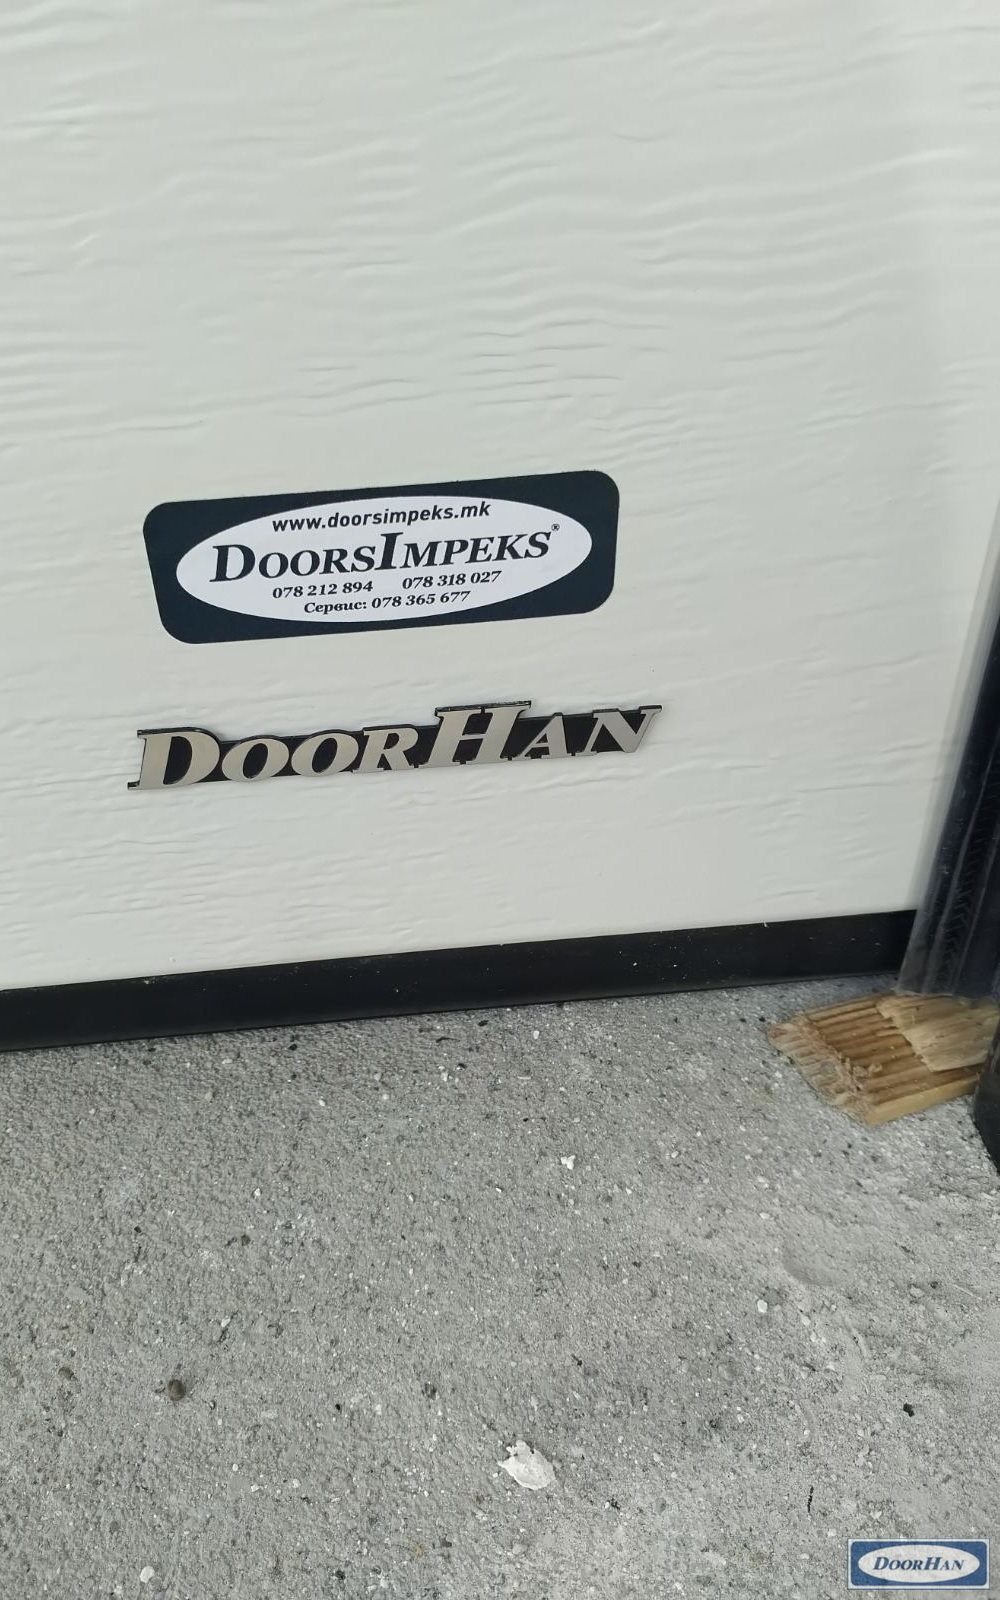 www.doorsimpeks.mk
DOORSIMPEKS®
078 212 894 078 318 027
Сервис: 078 365 677
DOORHAN
DOORHAN